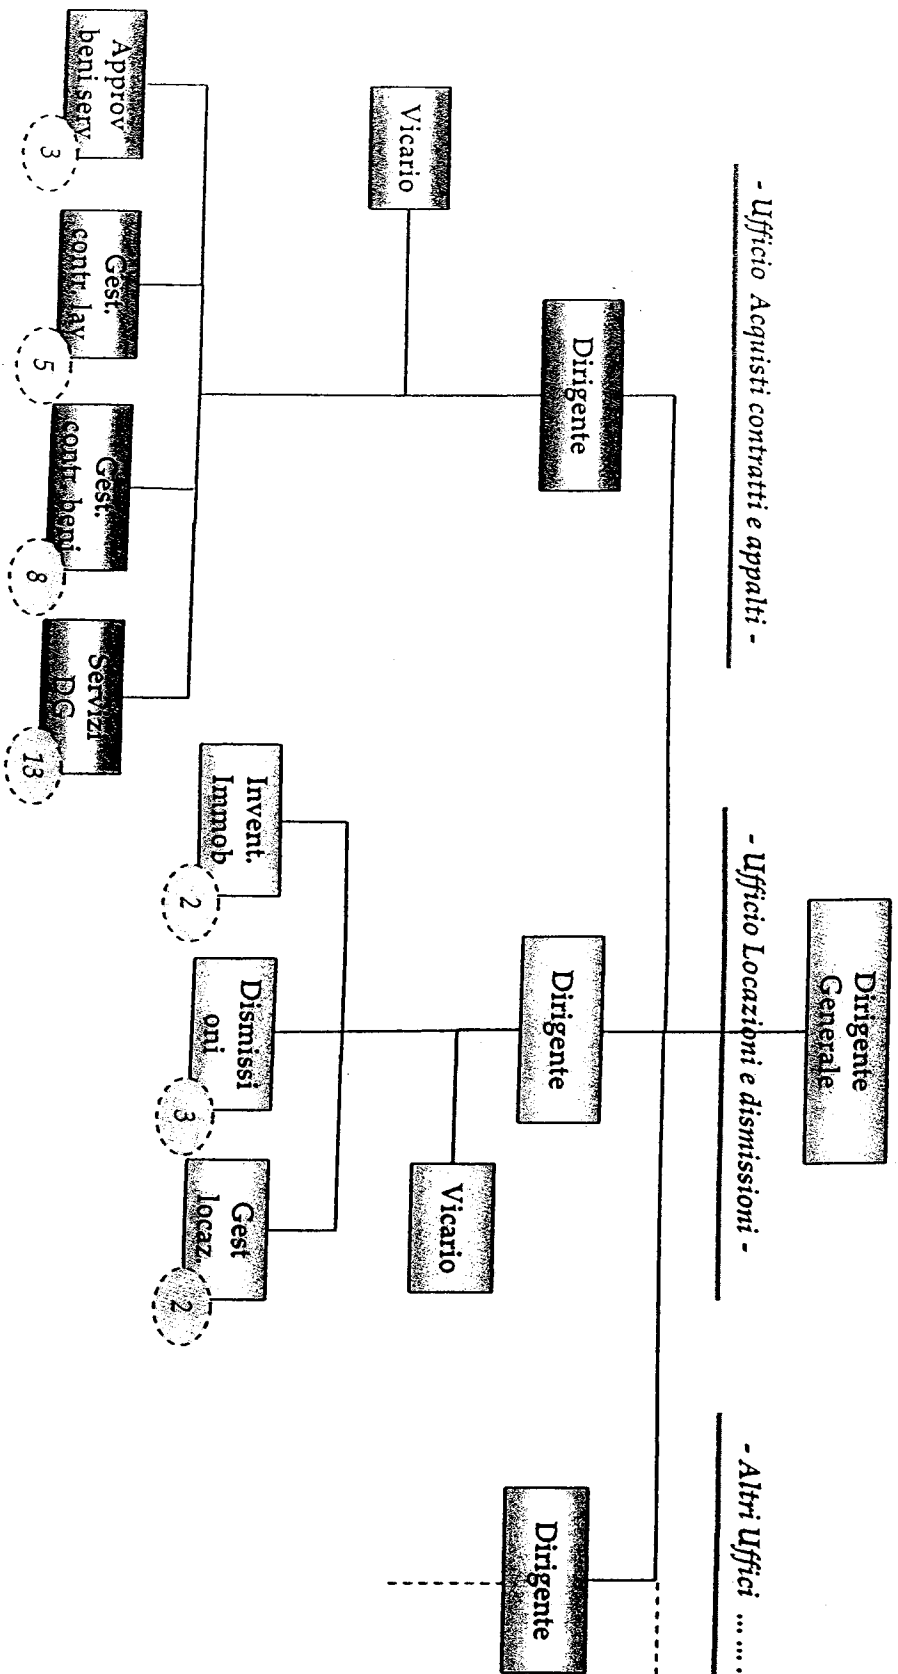 Dirigente
Generale
- Ufficio Acquisti contratti e appalti -
- Ufficio Locazioni e dismissioni -
- Altri Uffici ... ...
Dirigente
Dirigente
Dirigente
Vicario
Vicario
Approv
beni serv.
3
Gest.
contr. lav
5
Gest.
contr. beni
8
Servizi
DG
13
Invent.
Immob
2
Dismissi
oni
3
Gest
locaz.
2